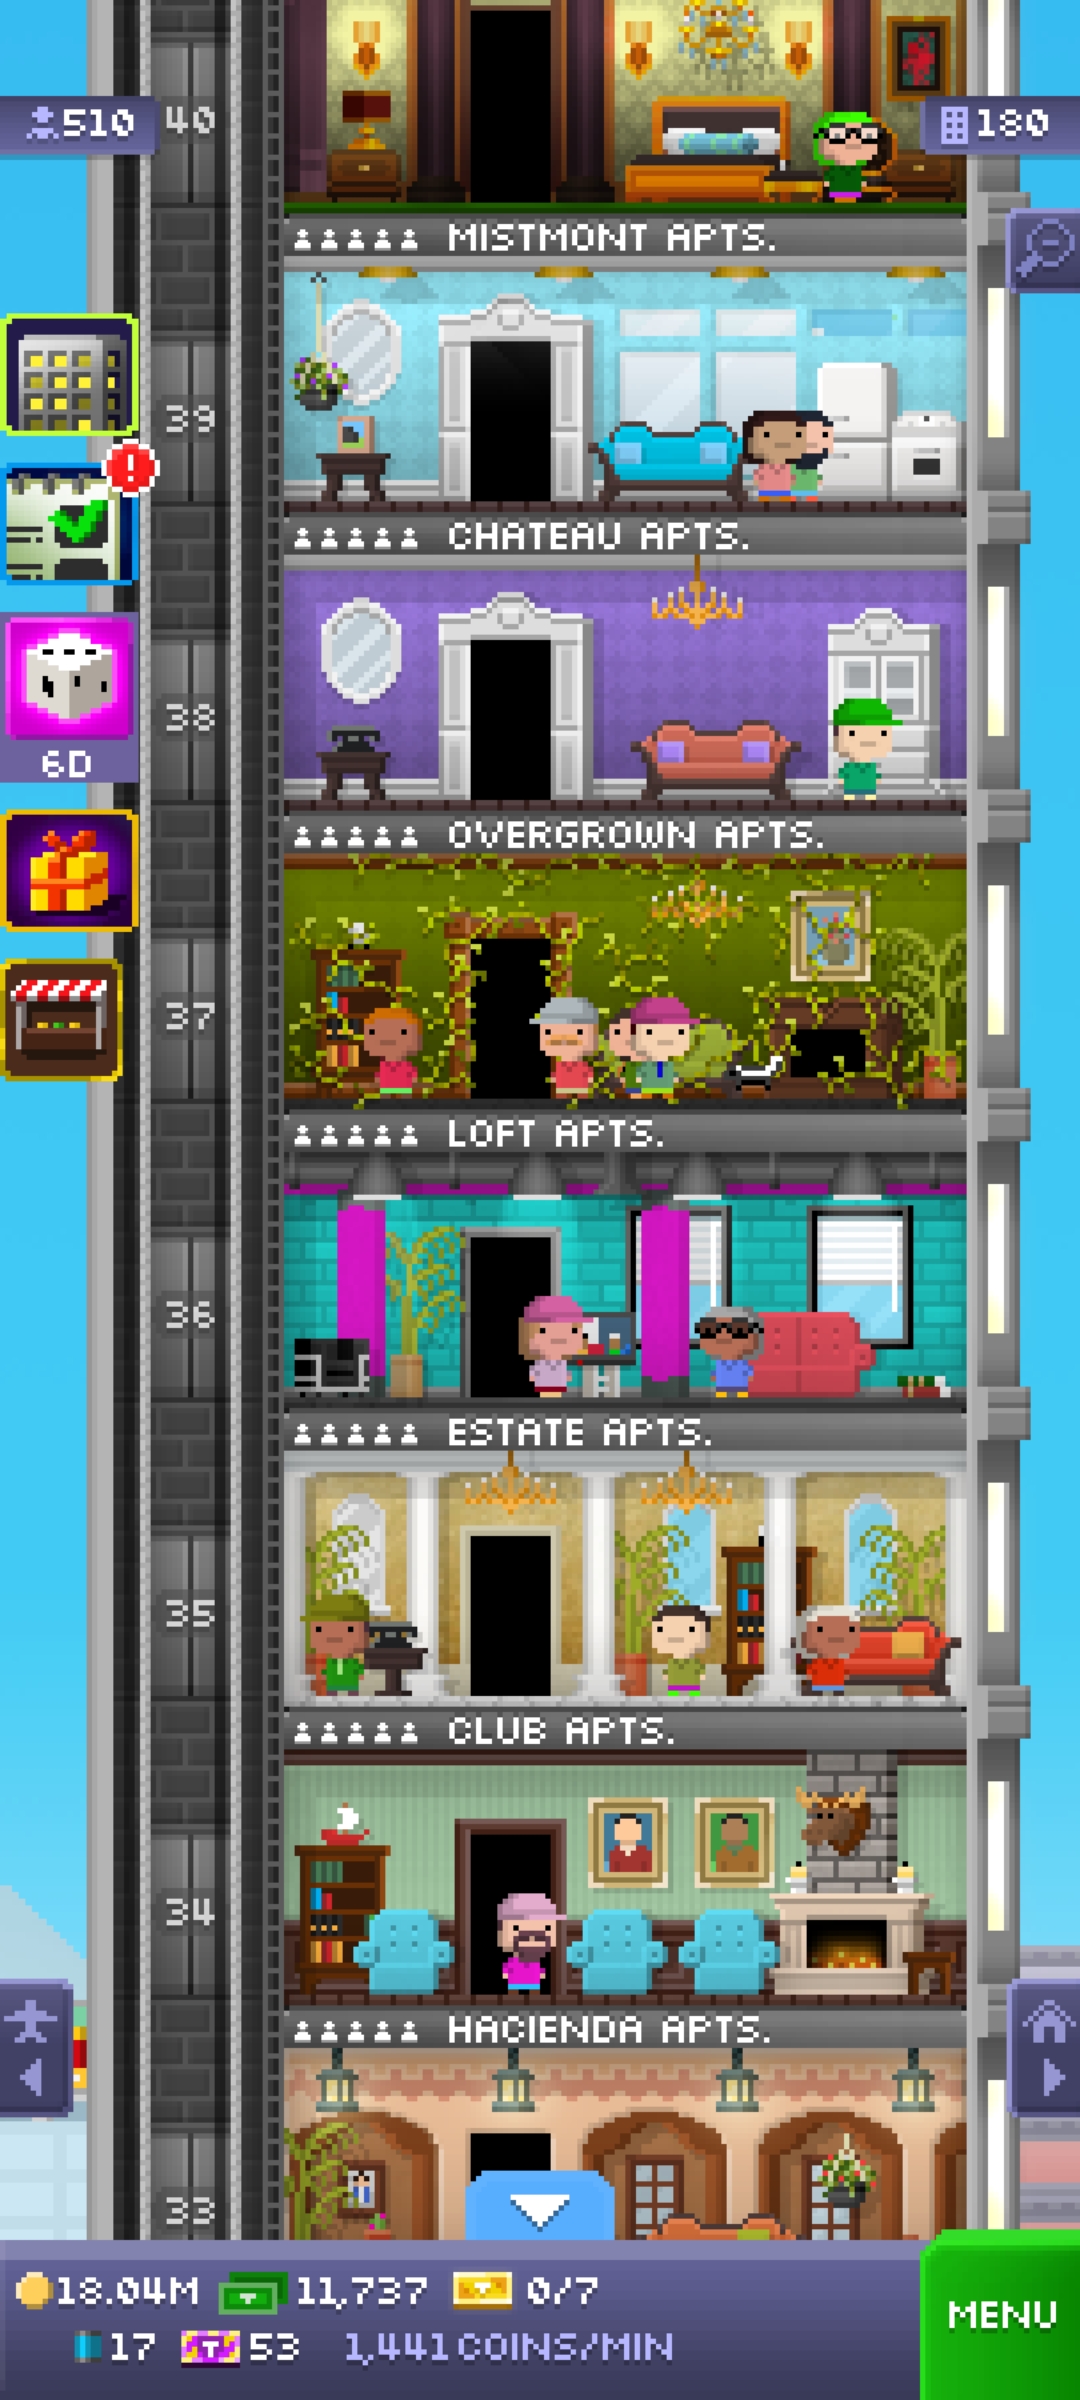 510
40
180
MISTMONT APTS.
39
CHATEAU APTS.
38
6D
OVERGROWN APTS.
37
LOFT APTS.
36
ESTATE APTS.
35
CLUB APTS.
34
HACIENDA APTS.
33
18.04M 11,737 0/7
MENU
17 T 53 1,441 COINS/MIN